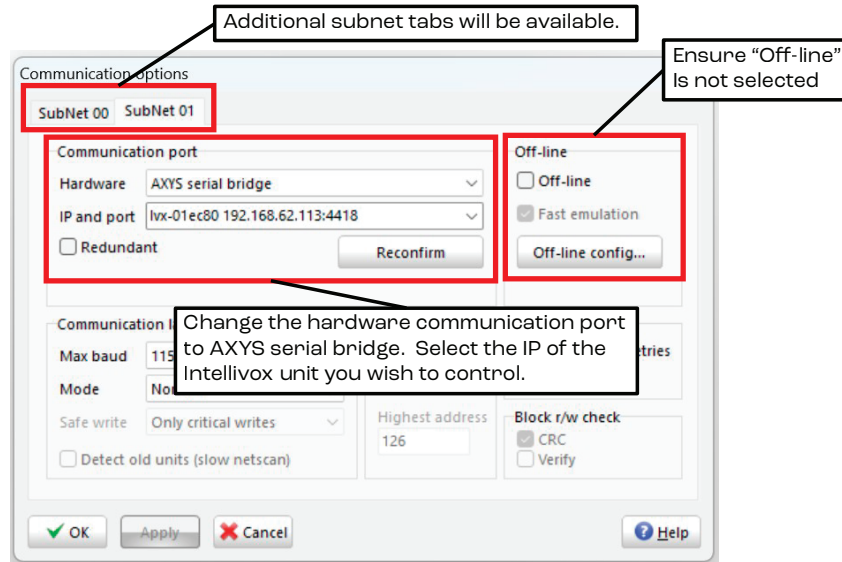 Additional subnet tabs will be available.
Ensure “Off-line”
Is not selected
Communication options
SubNet 00 SubNet 01
Communication port
Hardware AXYS serial bridge
IP and port lvx-01ec80 192.168.62.113:4418
Redundant
Reconfirm
Off-line
Off-line
Fast emulation
Off-line config...
Change the hardware communication port
to AXYS serial bridge. Select the IP of the
Intellivox unit you wish to control.
Communication
Max baud
Mode
Safe write Only critical writes
Detect old units (slow netscan)
Highest address
126
Block r/w check
CRC
Verify
OK
Apply
Cancel
Help